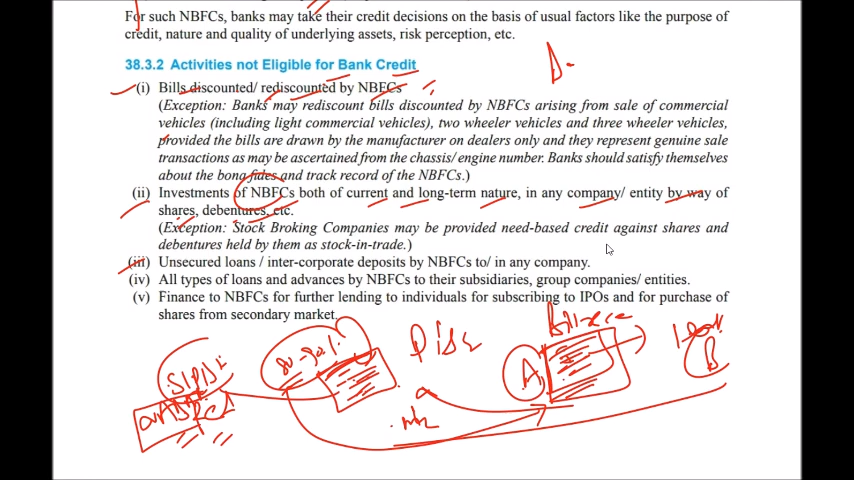 For such NBFCs, banks may take their credit decisions on the basis of usual factors like the purpose of
credit, nature and quality of underlying assets, risk perception, etc.
38.3.2 Activities not Eligible for Bank Credit
(i) Bills discounted/ rediscounted by NBFCs
(Exception: Banks may rediscount bills discounted by NBFCs arising from sale of commercial
vehicles (including light commercial vehicles), two wheeler vehicles and three wheeler vehicles,
provided the bills are drawn by the manufacturer on dealers only and they represent genuine sale
transactions as may be ascertained from the chassis/ engine number. Banks should satisfy themselves
about the bona fides and track record of the NBFCs.)
(ii) Investments of NBFCs both of current and long-term nature, in any company/ entity by way of
shares, debentures, etc.
(Exception: Stock Broking Companies may be provided need-based credit against shares and
debentures held by them as stock-in-trade.)
(iii) Unsecured loans / inter-corporate deposits by NBFCs to/ in any company.
(iv) All types of loans and advances by NBFCs to their subsidiaries, group companies/ entities.
(v) Finance to NBFCs for further lending to individuals for subscribing to IPOs and for purchase of
shares from secondary market.
A
B